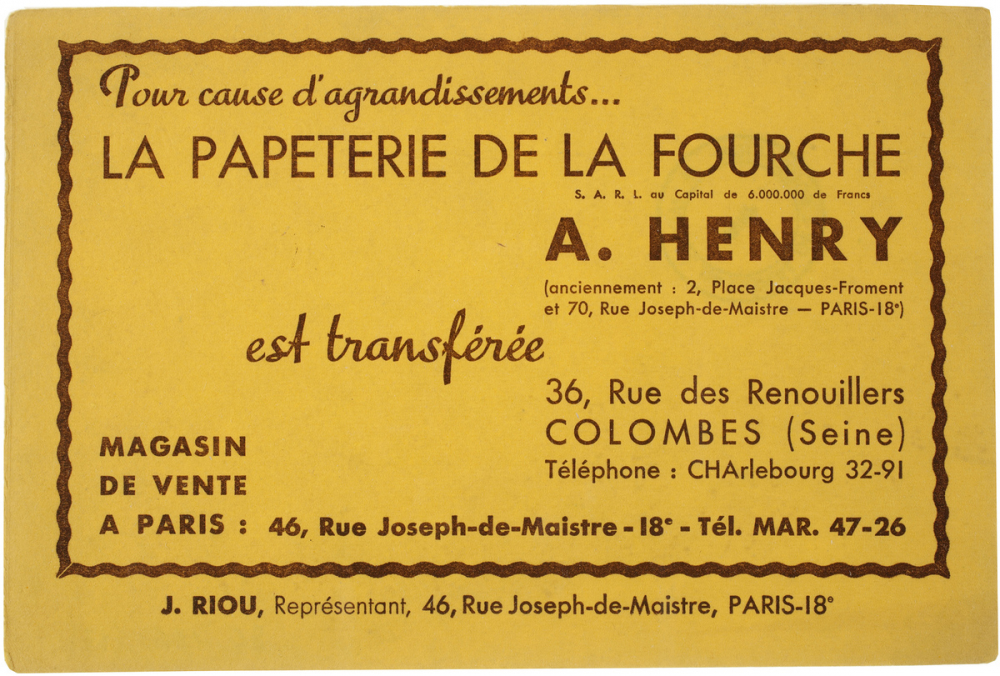 Pour cause d'agrandissements...
LA PAPETERIE DE LA FOURCHE
S. A. R. L. au Capital de 6.000.000 de Francs
A. HENRY
(anciennement : 2, Place Jacques-Froment
et 70, Rue Joseph-de-Maistre — PARIS-18e)
est transférée
36, Rue des Renouillers
COLOMBES (Seine)
Téléphone : CHArlebourg 32-91
MAGASIN
DE VENTE
A PARIS : 46, Rue Joseph-de-Maistre - 18e - Tél. MAR. 47-26
J. RIOU, Représentant, 46, Rue Joseph-de-Maistre, PARIS-18e